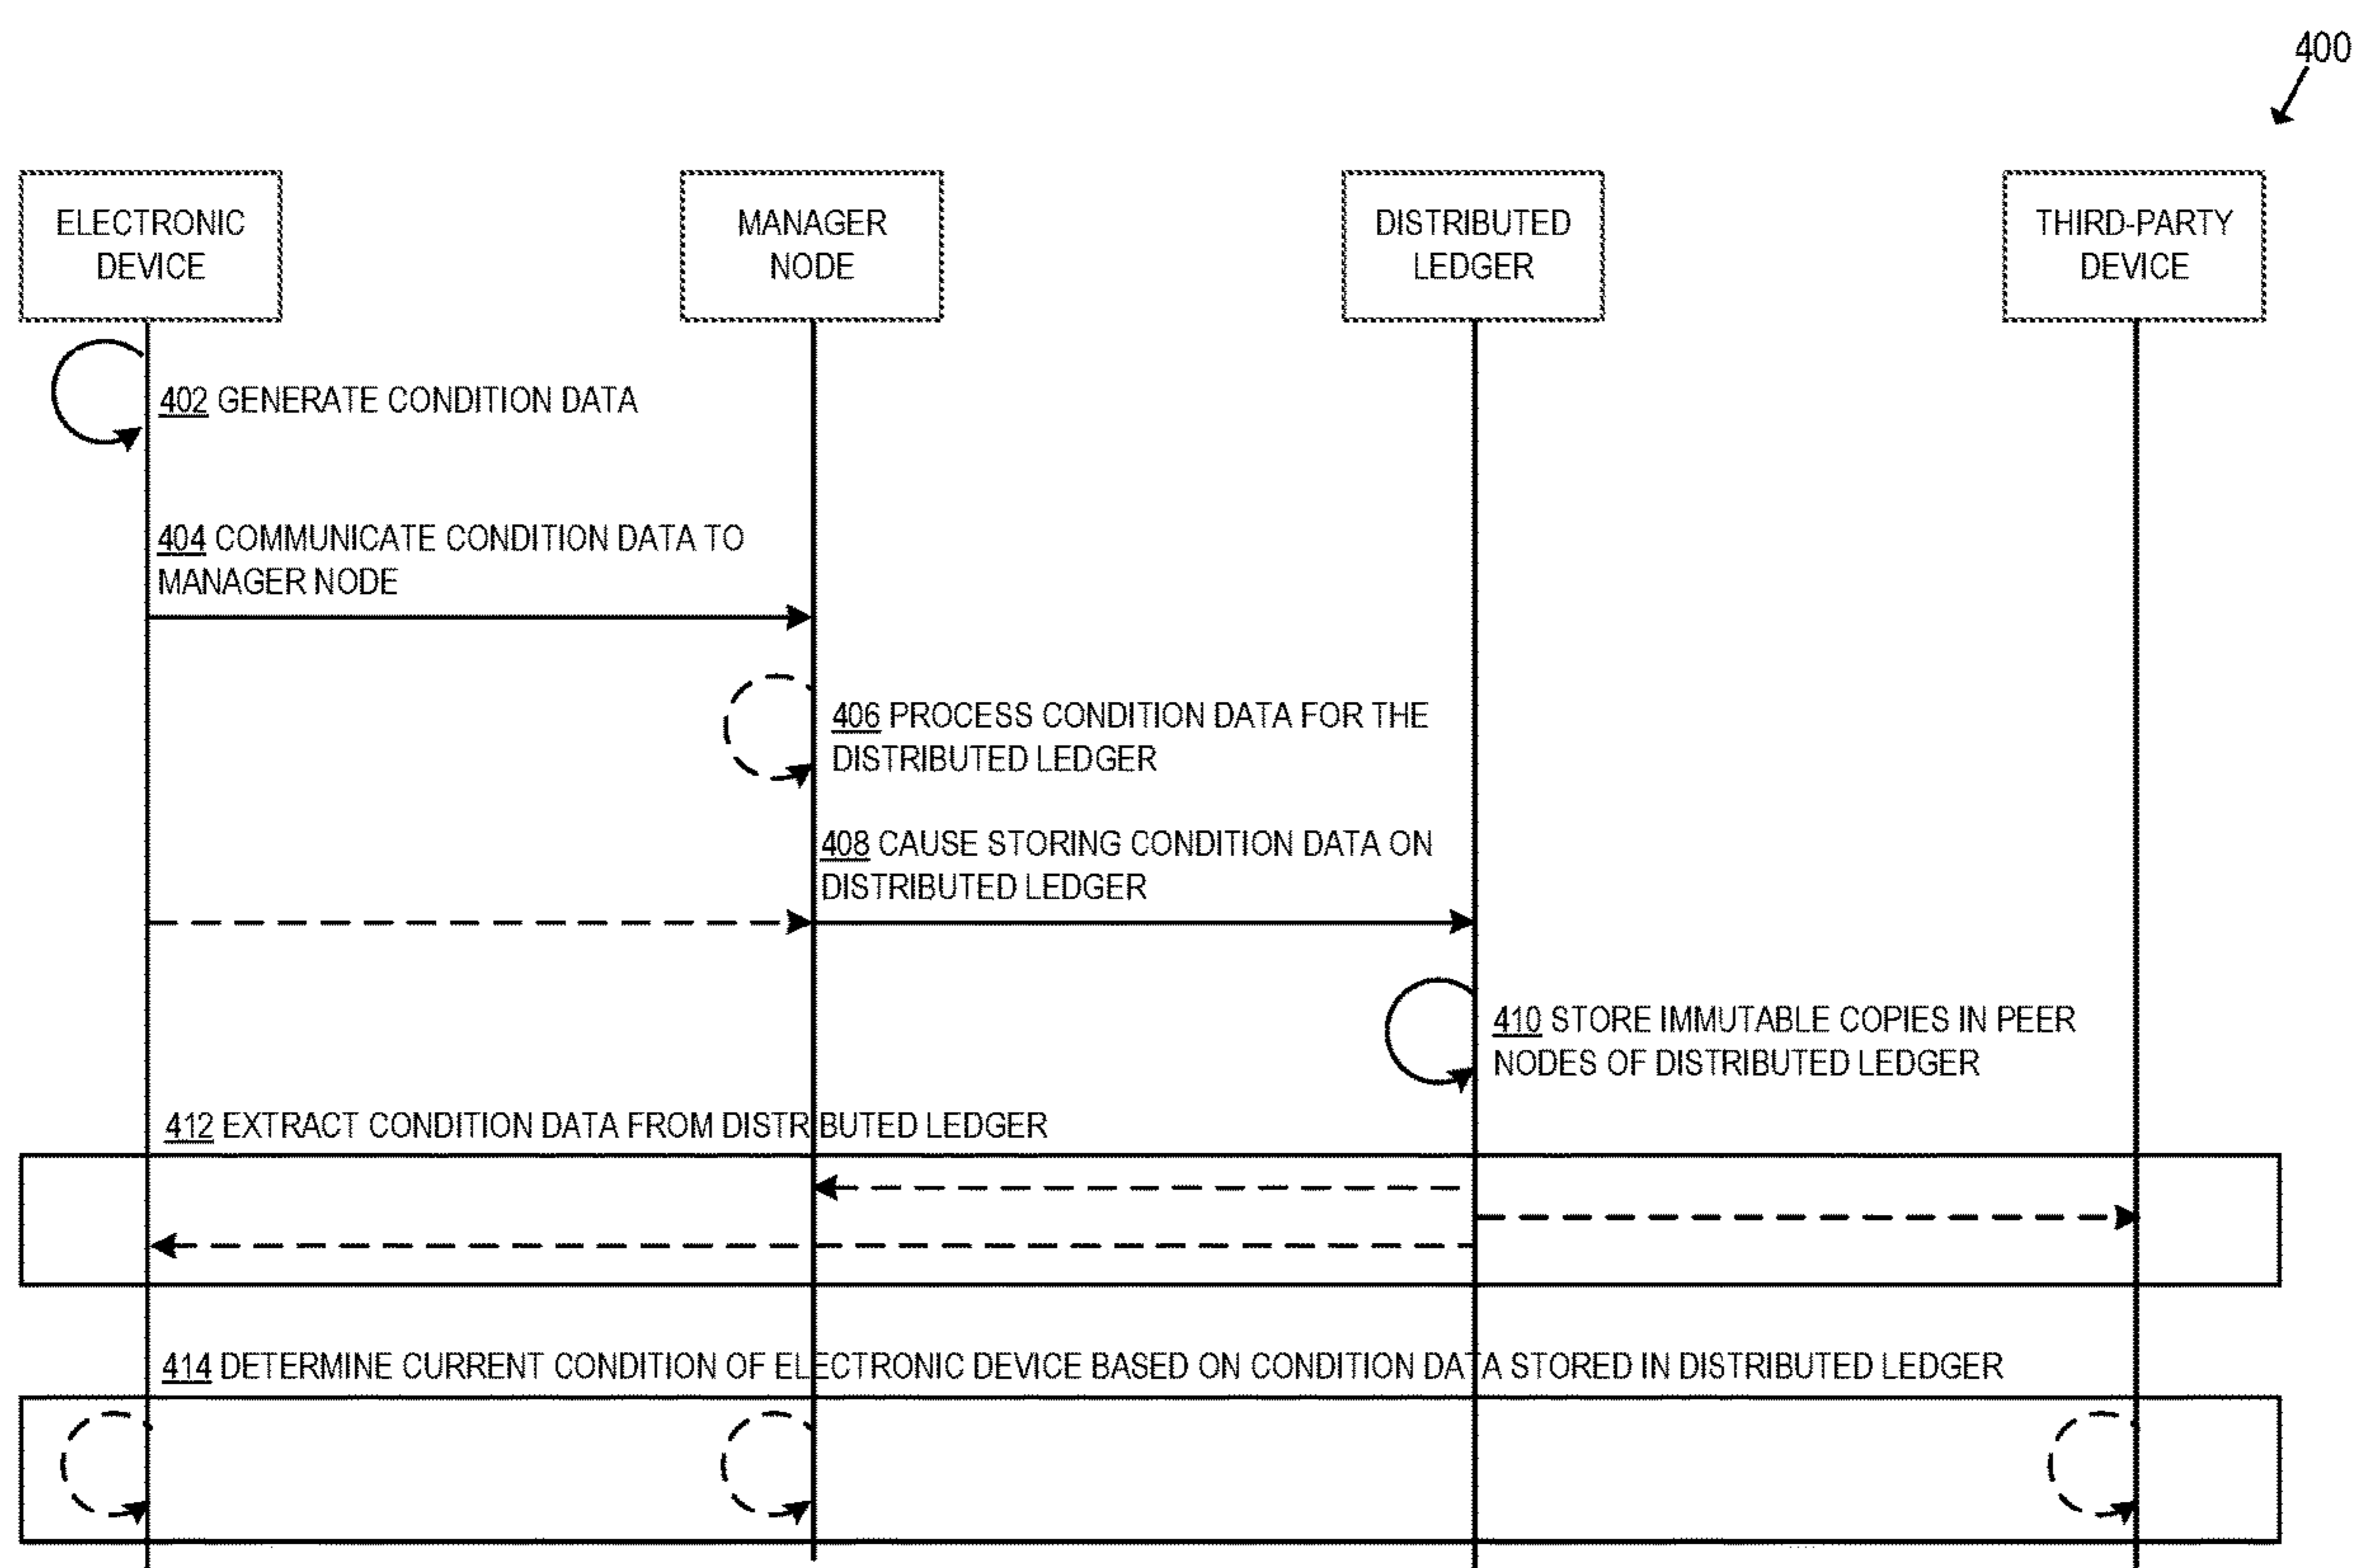 400
ELECTRONIC
DEVICE
MANAGER
NODE
DISTRIBUTED
LEDGER
THIRD-PARTY
DEVICE
402 GENERATE CONDITION DATA
404 COMMUNICATE CONDITION DATA TO
MANAGER NODE
406 PROCESS CONDITION DATA FOR THE
DISTRIBUTED LEDGER
408 CAUSE STORING CONDITION DATA ON
DISTRIBUTED LEDGER
410 STORE IMMUTABLE COPIES IN PEER
NODES OF DISTRIBUTED LEDGER
412 EXTRACT CONDITION DATA FROM DISTRIBUTED LEDGER
414 DETERMINE CURRENT CONDITION OF ELECTRONIC DEVICE BASED ON CONDITION DATA STORED IN DISTRIBUTED LEDGER